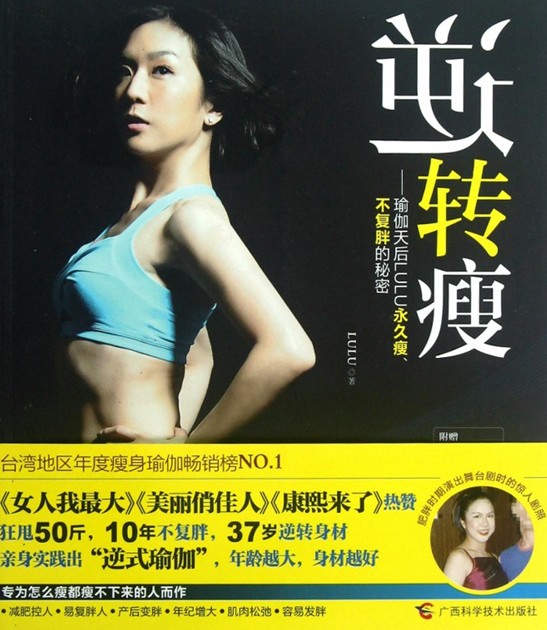 逆转瘦
——瑜伽天后LULU永久瘦、
不复胖的秘密
LULU ◎ 著
附赠
台湾地区年度瘦身瑜伽畅销榜NO.1
《女人我最大》《美丽俏佳人》《康熙来了》热赞
狂甩50斤，10年不复胖，37岁逆转身材
亲身实践出“逆式瑜伽”，年龄越大，身材越好
肥胖时期演出舞台剧时的惊人剧照
专为怎么瘦都瘦不下来的人而作
•减肥控人 •易复胖人 •产后变胖 •年纪增大 •肌肉松弛 •容易发胖
广西科学技术出版社